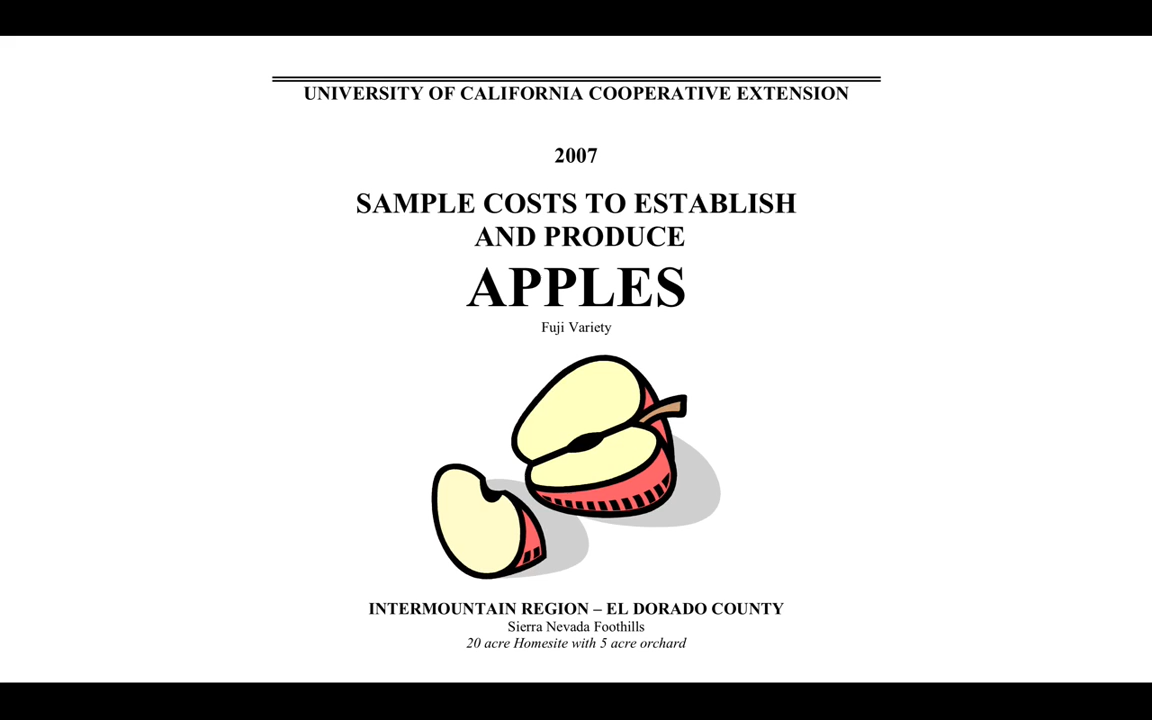 UNIVERSITY OF CALIFORNIA COOPERATIVE EXTENSION
2007
SAMPLE COSTS TO ESTABLISH
AND PRODUCE
APPLES
Fuji Variety
INTERMOUNTAIN REGION – EL DORADO COUNTY
Sierra Nevada Foothills
20 acre Homesite with 5 acre orchard